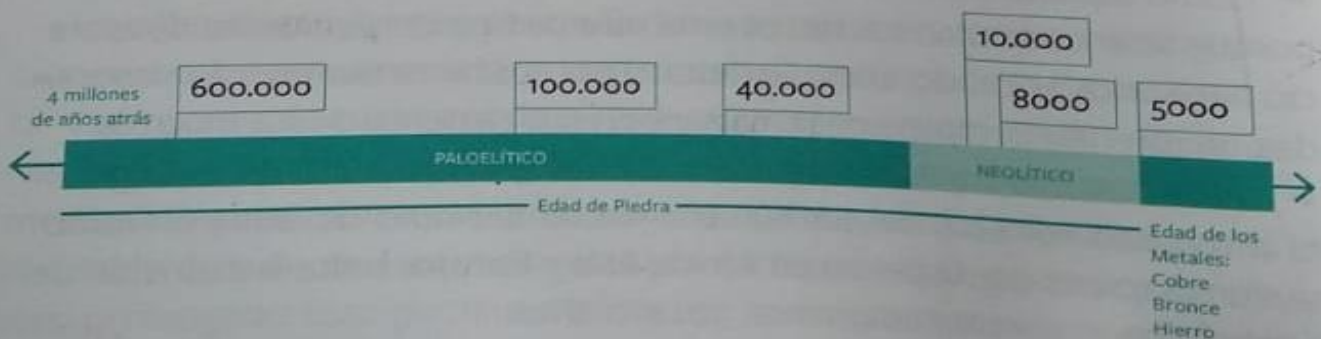 4 millones
de años atrás
600.000
100.000
40.000
10.000
8000
5000
PALOELÍTICO
NEOLÍTICO
Edad de Piedra
Edad de los
Metales:
Cobre
Bronce
Hierro